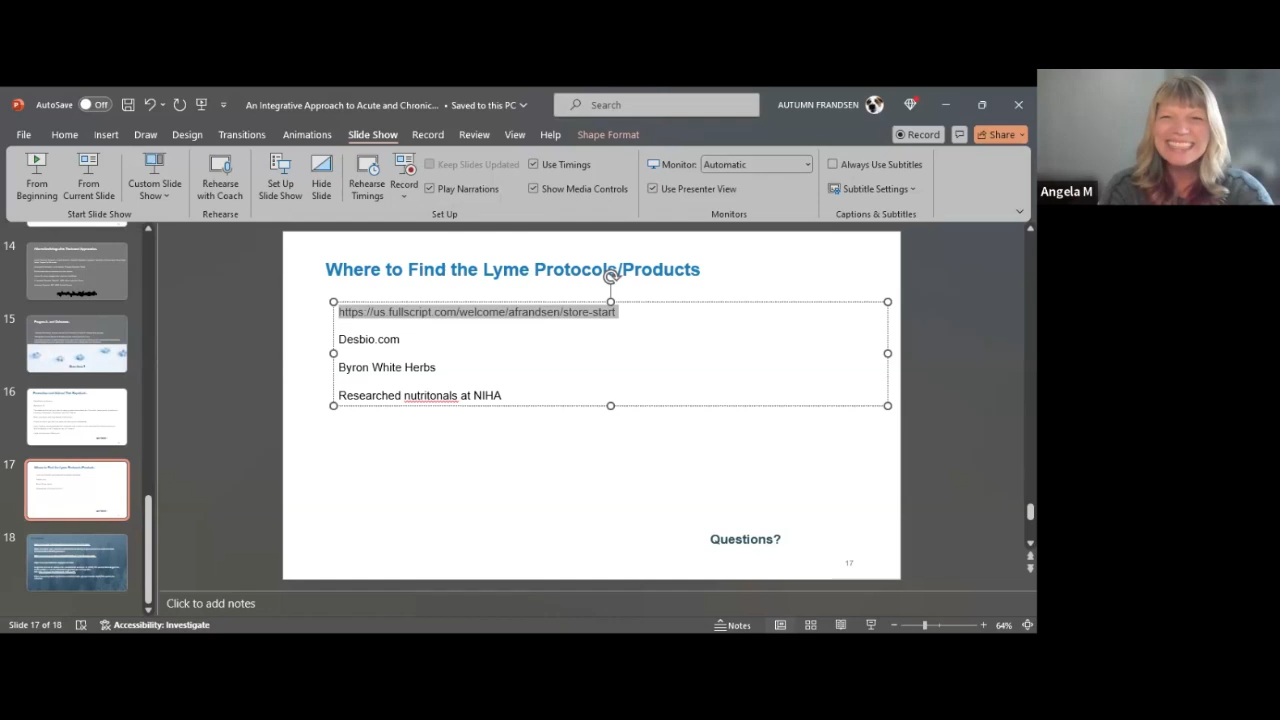 AutoSave Off An Integrative Approach to Acute and Chronic... • Saved to this PC Search AUTUMN FRANDSEN
File Home Insert Draw Design Transitions Animations Slide Show Record Review View Help Shape Format Record Share
From Beginning
From Current Slide
Custom Slide Show
Start Slide Show
Rehearse with Coach
Rehearse
Set Up Slide Show
Hide Slide
Rehearse Timings
Record
Keep Slides Updated
Play Narrations
Use Timings
Show Media Controls
Set Up
Monitor: Automatic
Use Presenter View
Monitors
Always Use Subtitles
Subtitle Settings
Captions & Subtitles
Angela M
14
15
16
17
18
Where to Find the Lyme Protocols/Products
https://us.fullscript.com/welcome/afrandsen/store-start
Desbio.com
Byron White Herbs
Researched nutritonals at NIHA
Questions?
17
Click to add notes
Slide 17 of 18 Accessibility: Investigate Notes 64%